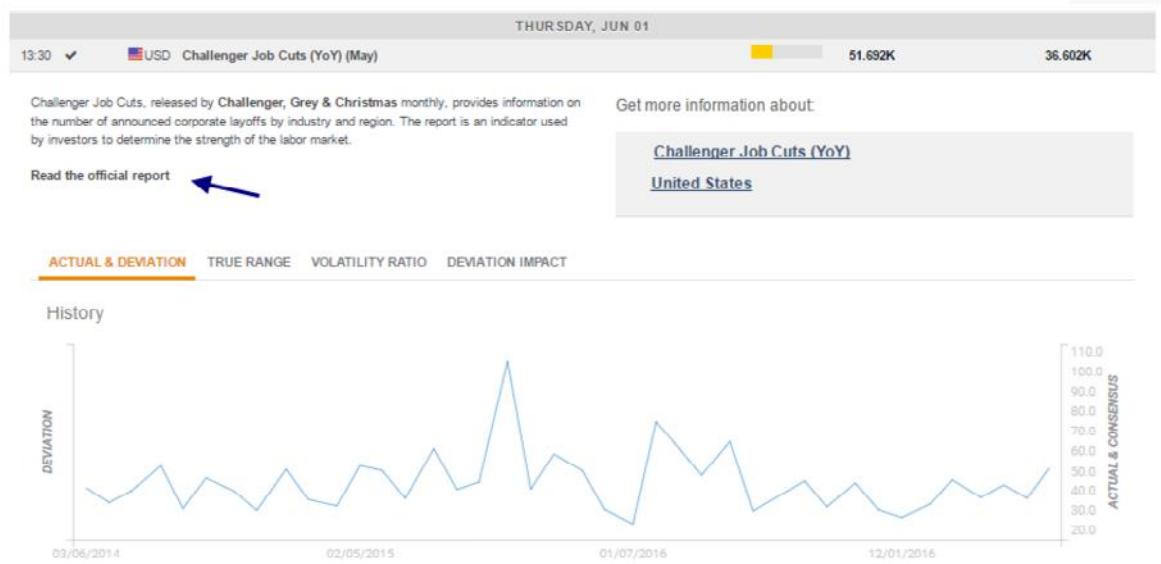 THURSDAY, JUN 01
13:30 ✔ USD Challenger Job Cuts (YoY) (May) 51.692K 36.602K
Challenger Job Cuts, released by Challenger, Grey & Christmas monthly, provides information on
the number of announced corporate layoffs by industry and region. The report is an indicator used
by investors to determine the strength of the labor market.
Read the official report
Get more information about:
Challenger Job Cuts (YoY)
United States
ACTUAL & DEVIATION TRUE RANGE VOLATILITY RATIO DEVIATION IMPACT
History
DEVIATION
110.0
100.0
90.0
80.0
70.0
60.0
50.0
40.0
30.0
20.0
ACTUAL & CONSENSUS
03/06/2014 02/05/2015 01/07/2016 12/01/2016